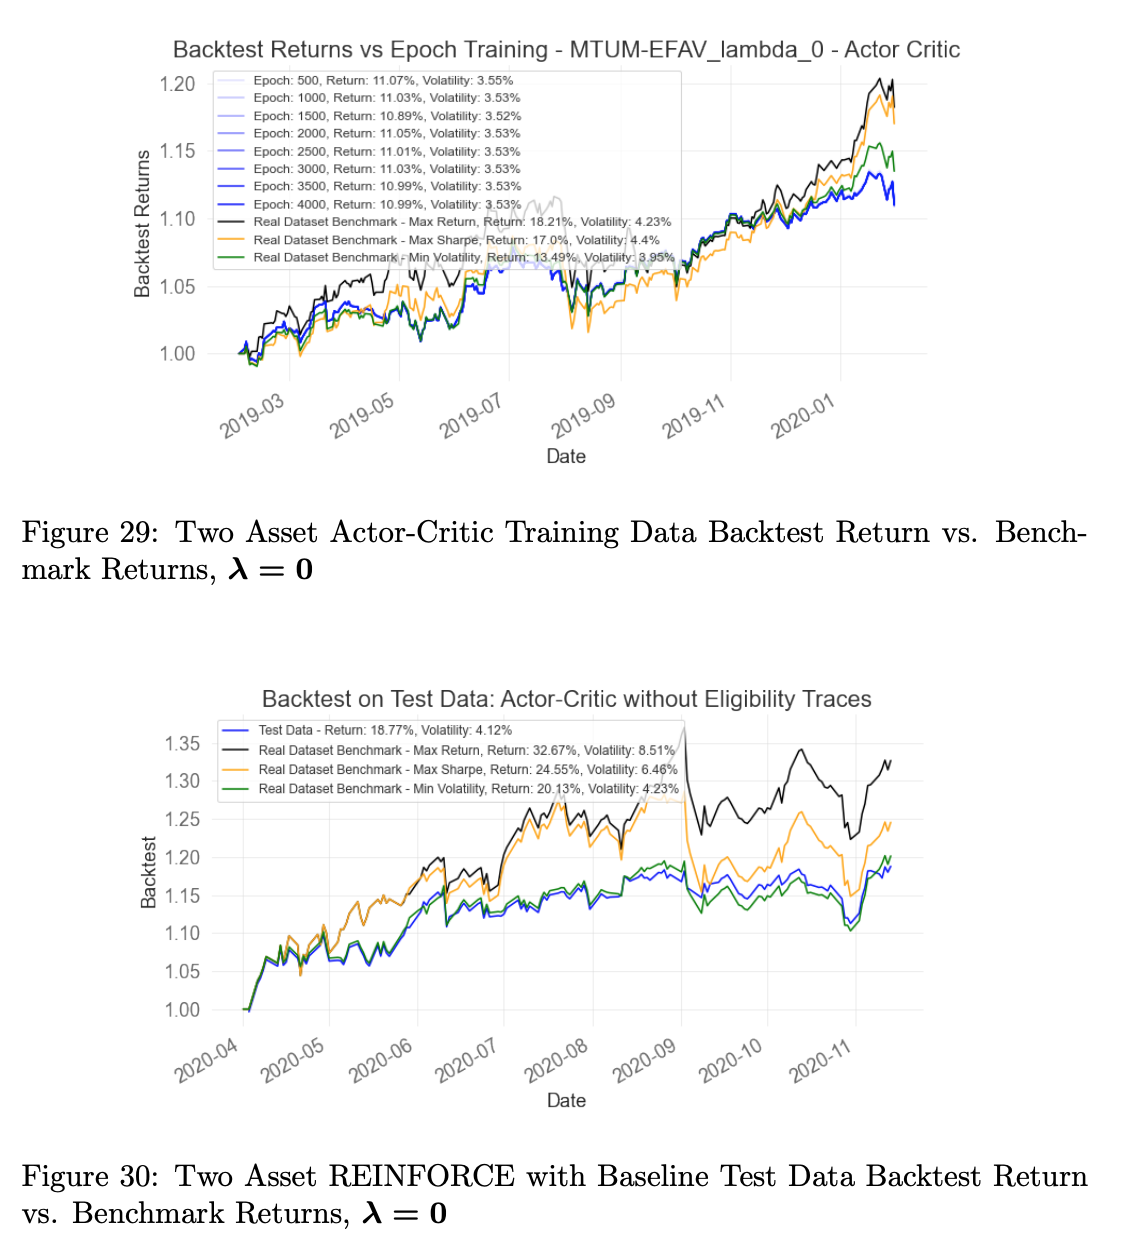 Backtest Returns vs Epoch Training - MTUM-EFAV_lambda_0 - Actor Critic
Epoch: 500, Return: 11.07%, Volatility: 3.55%
Epoch: 1000, Return: 11.03%, Volatility: 3.53%
Epoch: 1500, Return: 10.89%, Volatility: 3.52%
Epoch: 2000, Return: 11.05%, Volatility: 3.53%
Epoch: 2500, Return: 11.01%, Volatility: 3.53%
Epoch: 3000, Return: 11.03%, Volatility: 3.53%
Epoch: 3500, Return: 10.99%, Volatility: 3.53%
Epoch: 4000, Return: 10.99%, Volatility: 3.53%
Real Dataset Benchmark - Max Return, Return: 18.21%, Volatility: 4.23%
Real Dataset Benchmark - Max Sharpe, Return: 17.0%, Volatility: 4.4%
Real Dataset Benchmark - Min Volatility, Return: 13.49%, Volatility: 3.95%
Backtest Returns
1.20
1.15
1.10
1.05
1.00
2019-03
2019-05
2019-07
2019-09
2019-11
2020-01
Date
Figure 29: Two Asset Actor-Critic Training Data Backtest Return vs. Bench-
mark Returns, λ = 0
Backtest on Test Data: Actor-Critic without Eligibility Traces
Test Data - Return: 18.77%, Volatility: 4.12%
Real Dataset Benchmark - Max Return, Return: 32.67%, Volatility: 8.51%
Real Dataset Benchmark - Max Sharpe, Return: 24.55%, Volatility: 6.46%
Real Dataset Benchmark - Min Volatility, Return: 20.13%, Volatility: 4.23%
Backtest
1.35
1.30
1.25
1.20
1.15
1.10
1.05
1.00
2020-04
2020-05
2020-06
2020-07
2020-08
2020-09
2020-10
2020-11
Date
Figure 30: Two Asset REINFORCE with Baseline Test Data Backtest Return
vs. Benchmark Returns, λ = 0